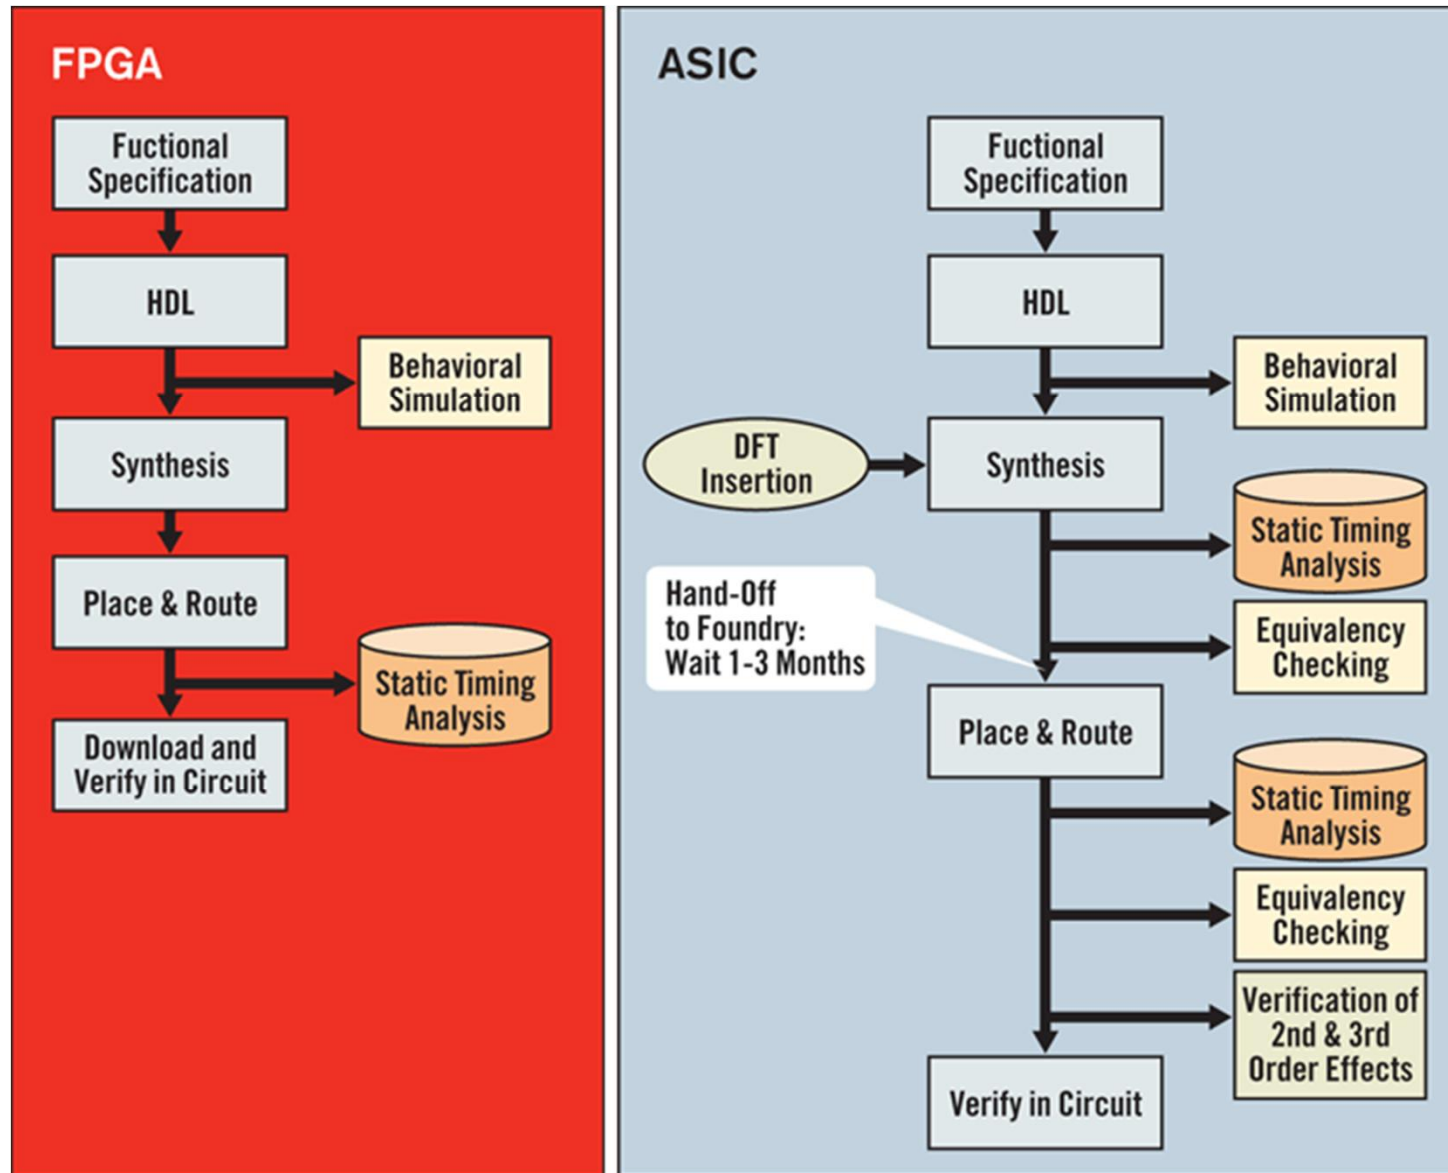 FPGA
Fuctional
Specification
HDL
Behavioral
Simulation
Synthesis
Place & Route
Static Timing
Analysis
Download and
Verify in Circuit
ASIC
Fuctional
Specification
HDL
Behavioral
Simulation
DFT
Insertion
Synthesis
Static Timing
Analysis
Hand-Off
to Foundry:
Wait 1-3 Months
Equivalency
Checking
Place & Route
Static Timing
Analysis
Equivalency
Checking
Verification of
2nd & 3rd
Order Effects
Verify in Circuit